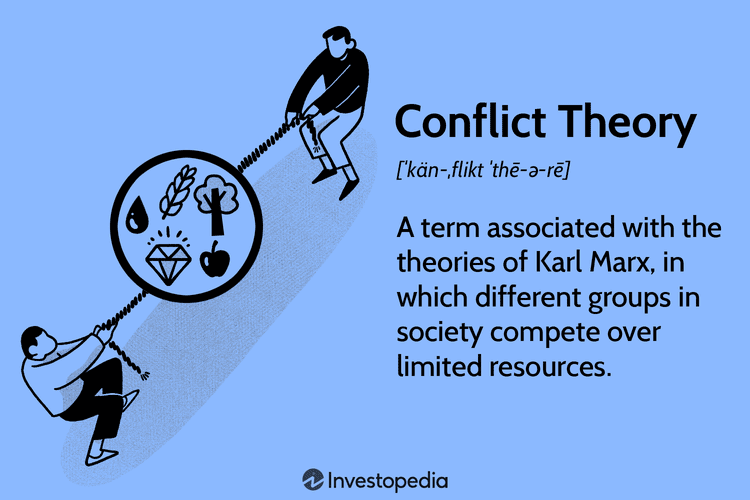 Conflict Theory
[ˈkän-ˌflikt ˈthē-ə-rē]
A term associated with the
theories of Karl Marx, in
which different groups in
society compete over
limited resources.
Investopedia